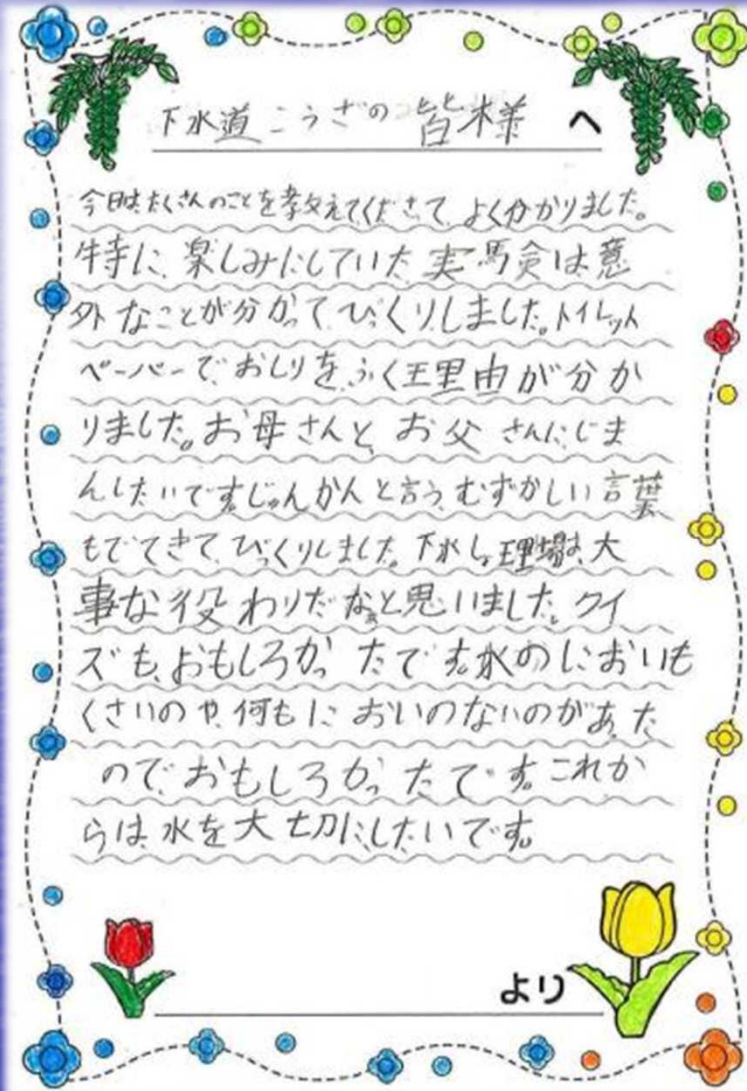 下水道こうざの皆様へ
今日はたくさんのことを教えてくださって、よく分かりました。
特に、楽しみにしていた実験は意
外なことが分かって、びっくりしました。トイレット
ペーパーで、おしりを、ふく理由が分か
りました。お母さんと、お父さんに、じま
んしたいです。じゅんかんと言う、むずかしい言葉
もでてきて、びっくりしました。下水しょ理場は、大
事な役わりだなぁと思いました。クイ
ズも、おもしろかったです。水のにおいも
くさいのや、何もにおいのないのがあった
ので、おもしろかったです。これか
らは、水を大切に、したいです。
より